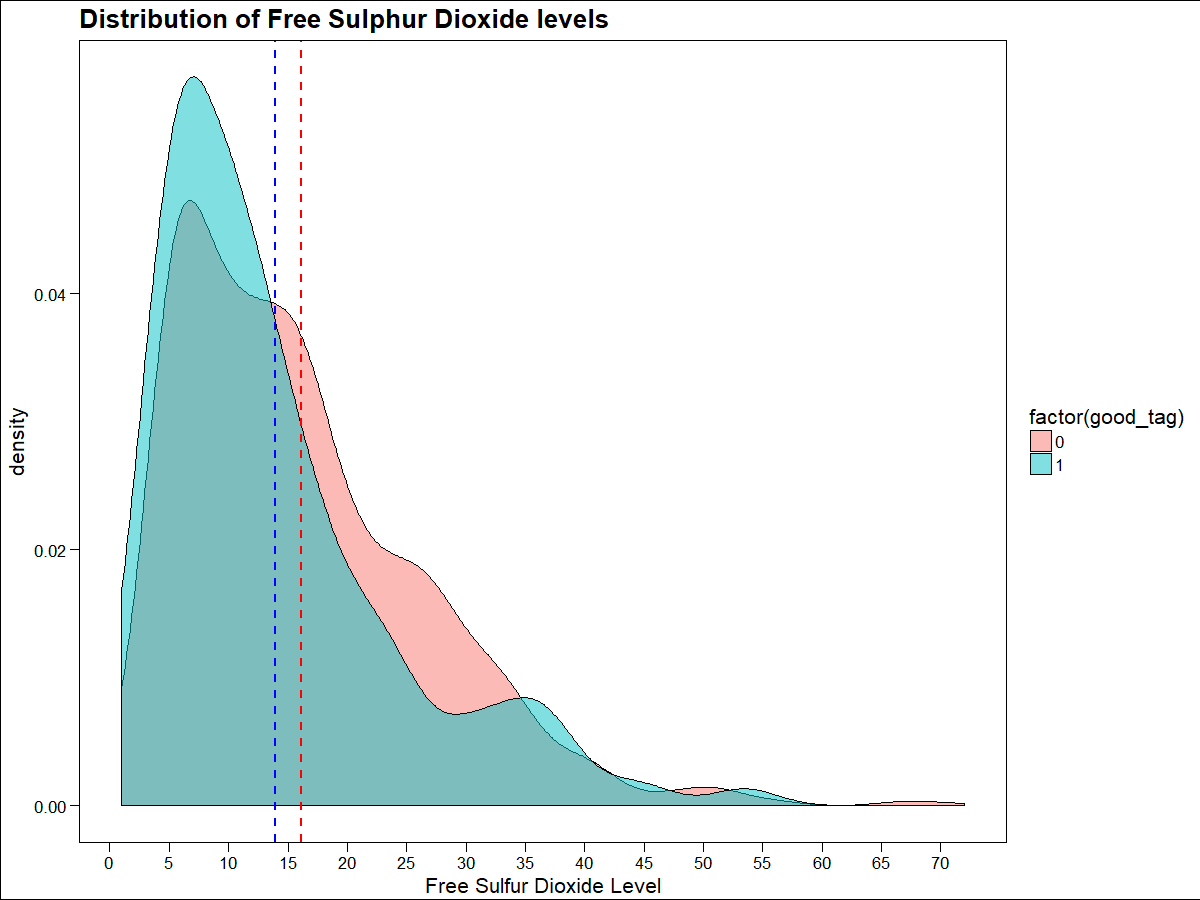 Distribution of Free Sulphur Dioxide levels
0.04
0.02
0.00
density
0 5 10 15 20 25 30 35 40 45 50 55 60 65 70
Free Sulfur Dioxide Level
factor(good_tag)
0
1